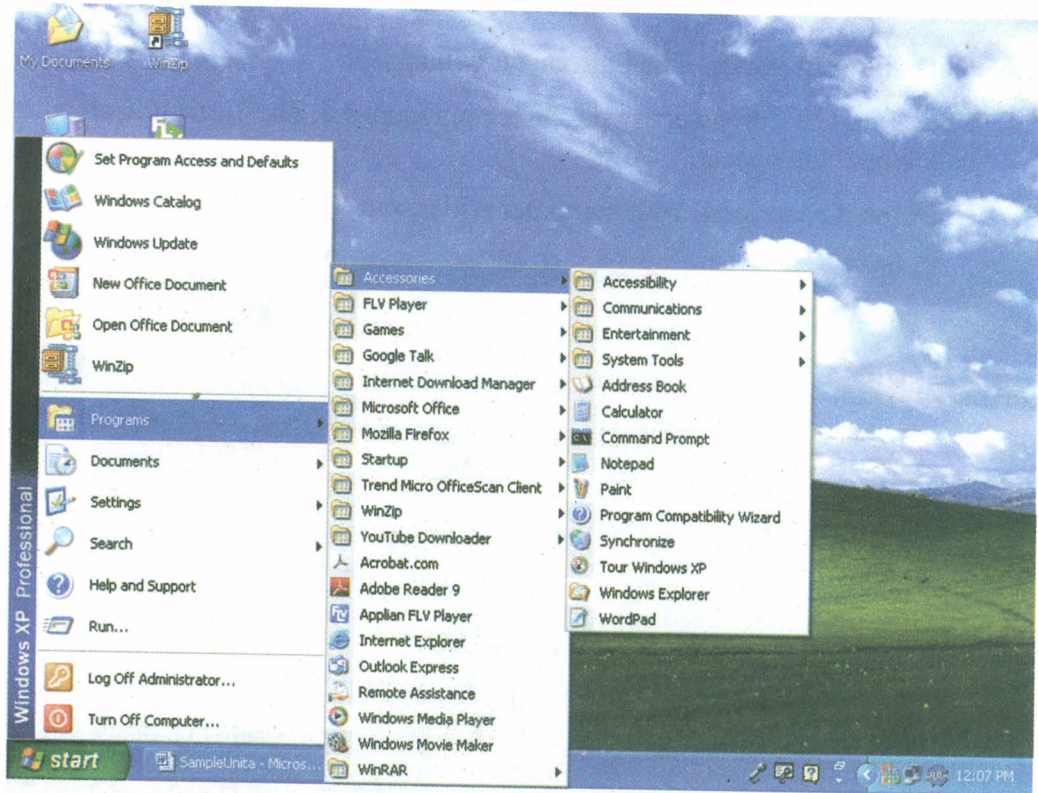 My Documents
WinZip
Set Program Access and Defaults
Windows Catalog
Windows Update
New Office Document
Open Office Document
WinZip
Programs
Documents
Settings
Search
Help and Support
Run...
Log Off Administrator...
Turn Off Computer...
Windows XP Professional
Accessories
FLV Player
Games
Google Talk
Internet Download Manager
Microsoft Office
Mozilla Firefox
Startup
Trend Micro OfficeScan Client
WinZip
YouTube Downloader
Acrobat.com
Adobe Reader 9
Applian FLV Player
Internet Explorer
Outlook Express
Remote Assistance
Windows Media Player
Windows Movie Maker
WinRAR
Accessibility
Communications
Entertainment
System Tools
Address Book
Calculator
Command Prompt
Notepad
Paint
Program Compatibility Wizard
Synchronize
Tour Windows XP
Windows Explorer
WordPad
start
SampleUnita - Micros...
12:07 PM